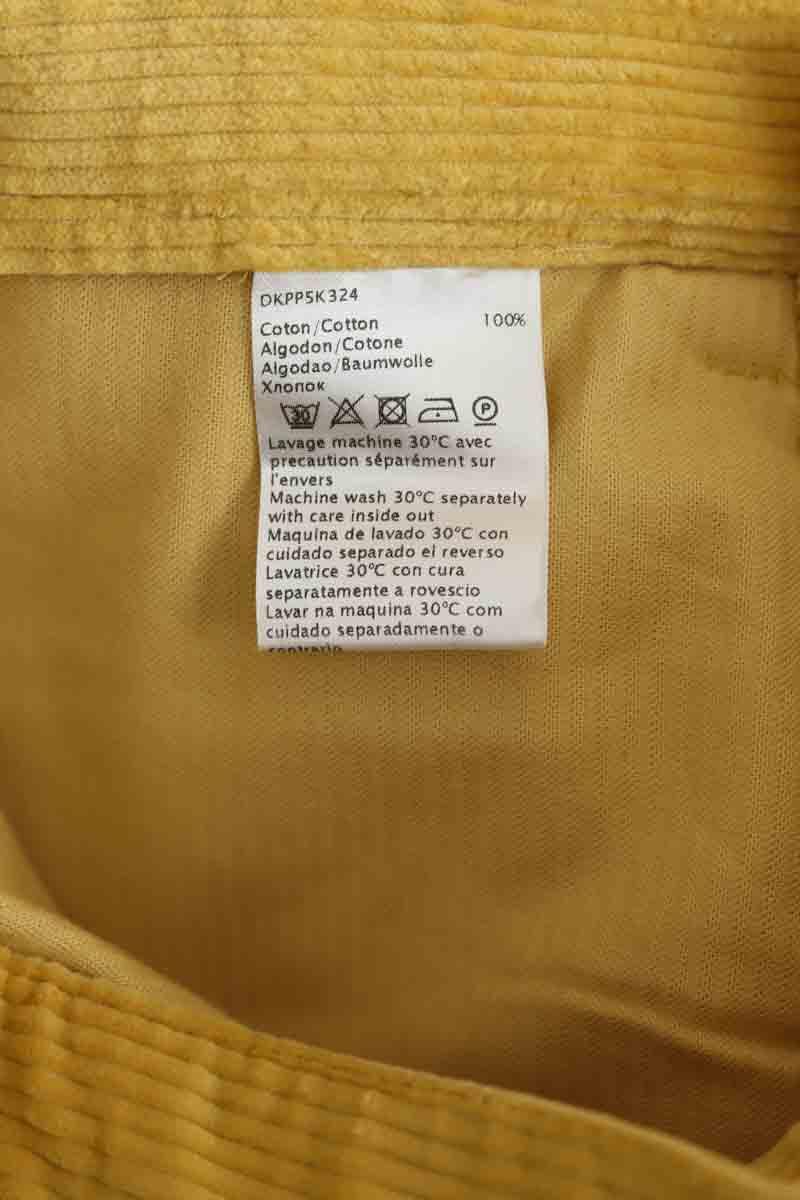 DKPP5K324
Coton/Cotton 100%
Algodon/Cotone
Algodao/Baumwolle
Хлопок
30 P
Lavage machine 30°C avec
precaution séparément sur
l'envers
Machine wash 30°C separately
with care inside out
Maquina de lavado 30°C con
cuidado separado el reverso
Lavatrice 30°C con cura
separatamente a rovescio
Lavar na maquina 30°C com
cuidado separadamente o
contrario